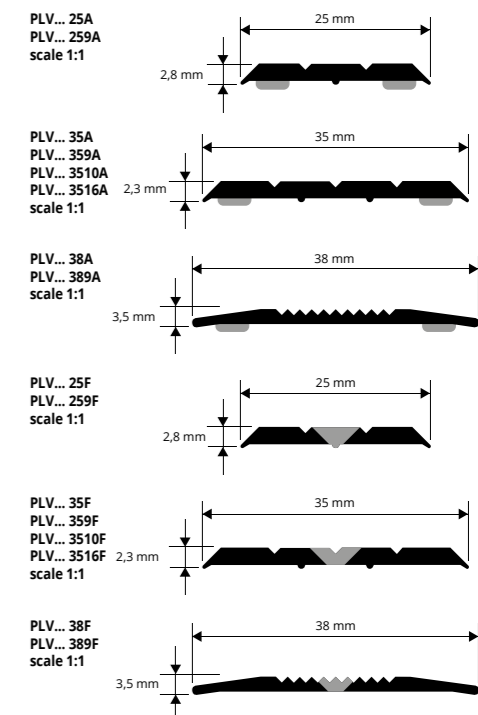 PLV... 25A
PLV... 259A
scale 1:1
25 mm
2,8 mm
PLV... 35A
PLV... 359A
PLV... 3510A
PLV... 3516A
scale 1:1
35 mm
2,3 mm
PLV... 38A
PLV... 389A
scale 1:1
38 mm
3,5 mm
PLV... 25F
PLV... 259F
scale 1:1
25 mm
2,8 mm
PLV... 35F
PLV... 359F
PLV... 3510F
PLV... 3516F
scale 1:1
35 mm
2,3 mm
PLV... 38F
PLV... 389F
scale 1:1
38 mm
3,5 mm